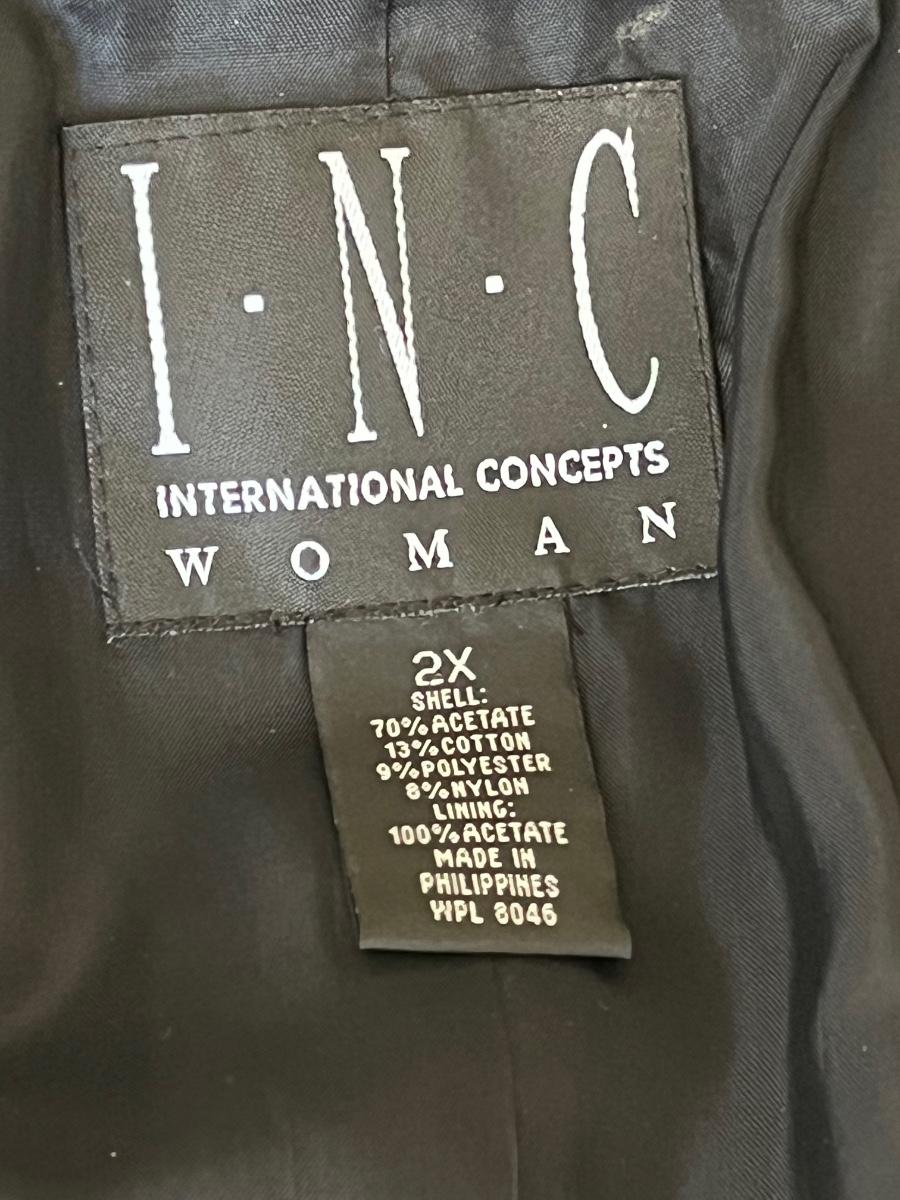 I·N·C
INTERNATIONAL CONCEPTS
WOMAN
2X
SHELL:
70% ACETATE
13% COTTON
9% POLYESTER
8% NYLON
LINING:
100% ACETATE
MADE IN
PHILIPPINES
WPL 8046